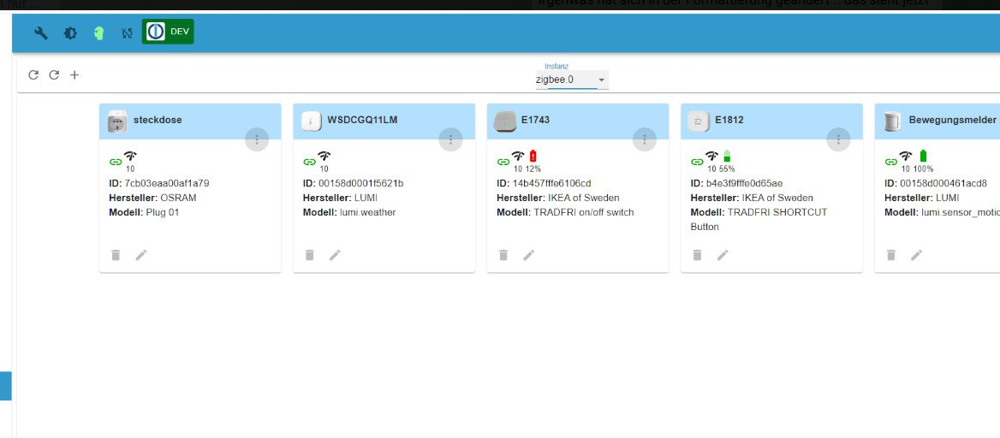 nur ...
irgenwas hat sich in der Formatierung geändert .. das sieht jetzt
DEV
Instanz
zigbee.0
steckdose
10
ID: 7cb03eaa00af1a79
Hersteller: OSRAM
Modell: Plug 01
WSDCGQ11LM
10
ID: 00158d0001f5621b
Hersteller: LUMI
Modell: lumi.weather
E1743
10 12%
ID: 14b457fffe6106cd
Hersteller: IKEA of Sweden
Modell: TRADFRI on/off switch
E1812
10 55%
ID: b4e3f9fffe0d65ae
Hersteller: IKEA of Sweden
Modell: TRADFRI SHORTCUT
Button
Bewegungsmelder
10 100%
ID: 00158d000461acd8
Hersteller: LUMI
Modell: lumi.sensor_motic